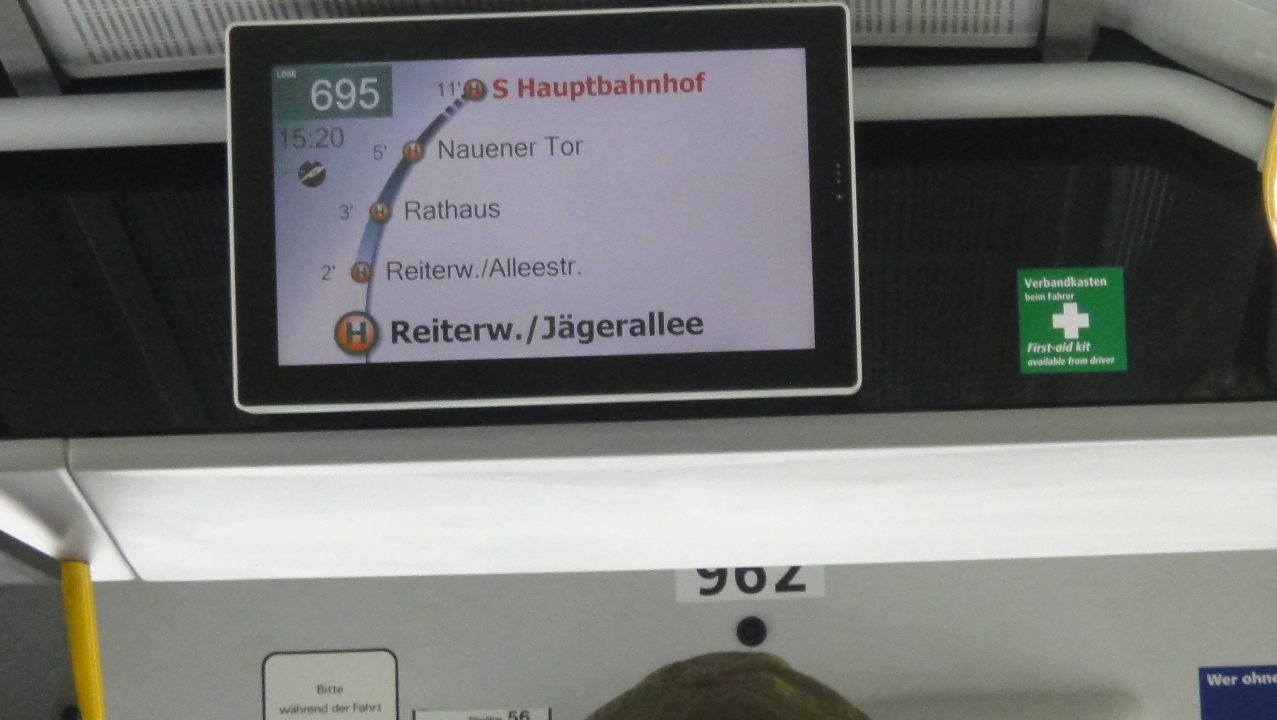 LINIE
695
15:20
11' H S Hauptbahnhof
5' H Nauener Tor
3' H Rathaus
2' H Reiterw./Alleestr.
H Reiterw./Jägerallee
Verbandkasten
beim Fahrer
First-aid kit
available from driver
962
Bitte
während der Fahrt
56
Wer ohne